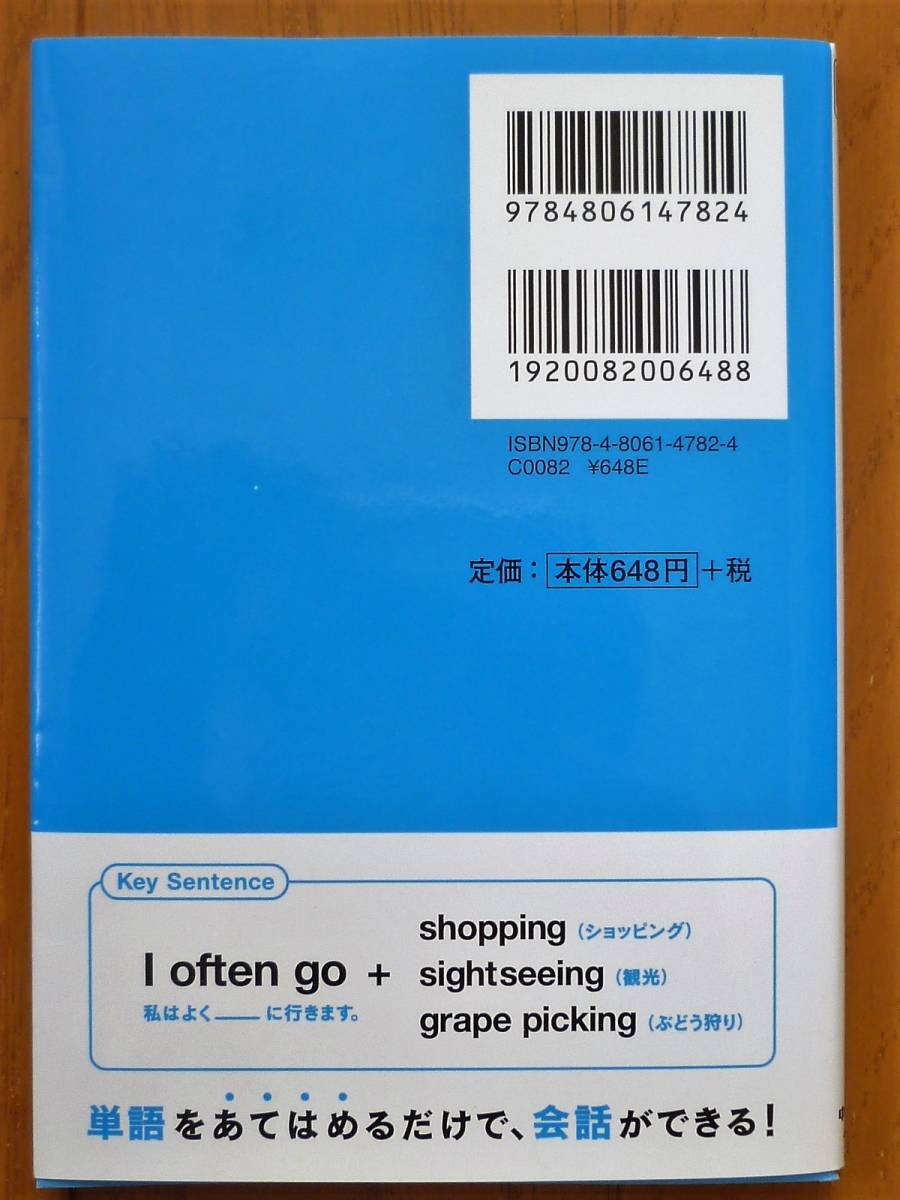 9784806147824
1920082006488
ISBN978-4-8061-4782-4
C0082 ¥648E
定価：本体648円＋税
Key Sentence
I often go +
私はよく____に行きます。
shopping（ショッピング）
sightseeing（観光）
grape picking（ぶどう狩り）
単語をあてはめるだけで、会話ができる！